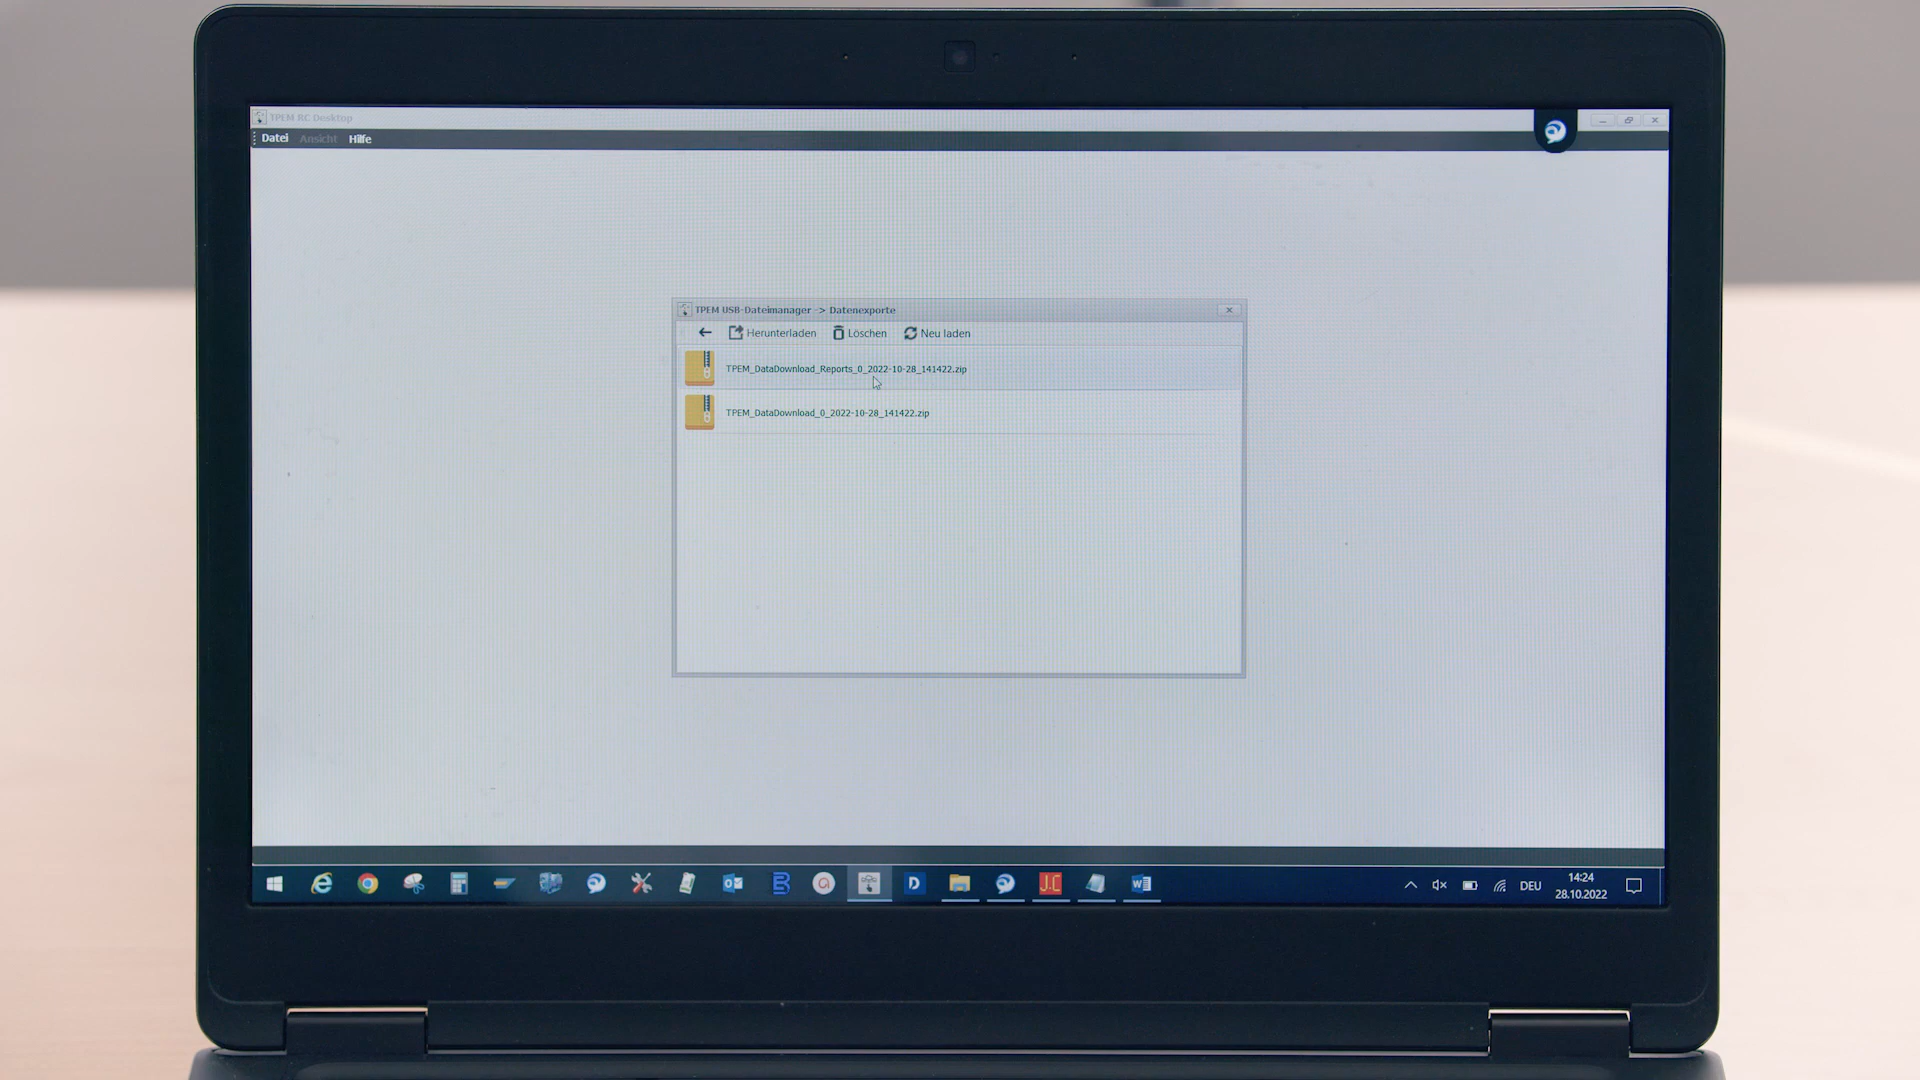 TPEM RC Desktop
Datei Ansicht Hilfe
TPEM USB-Dateimanager -> Datenexporte
Herunterladen Löschen Neu laden
TPEM_DataDownload_Reports_0_2022-10-28_141422.zip
TPEM_DataDownload_0_2022-10-28_141422.zip
DEU
14:24
28.10.2022